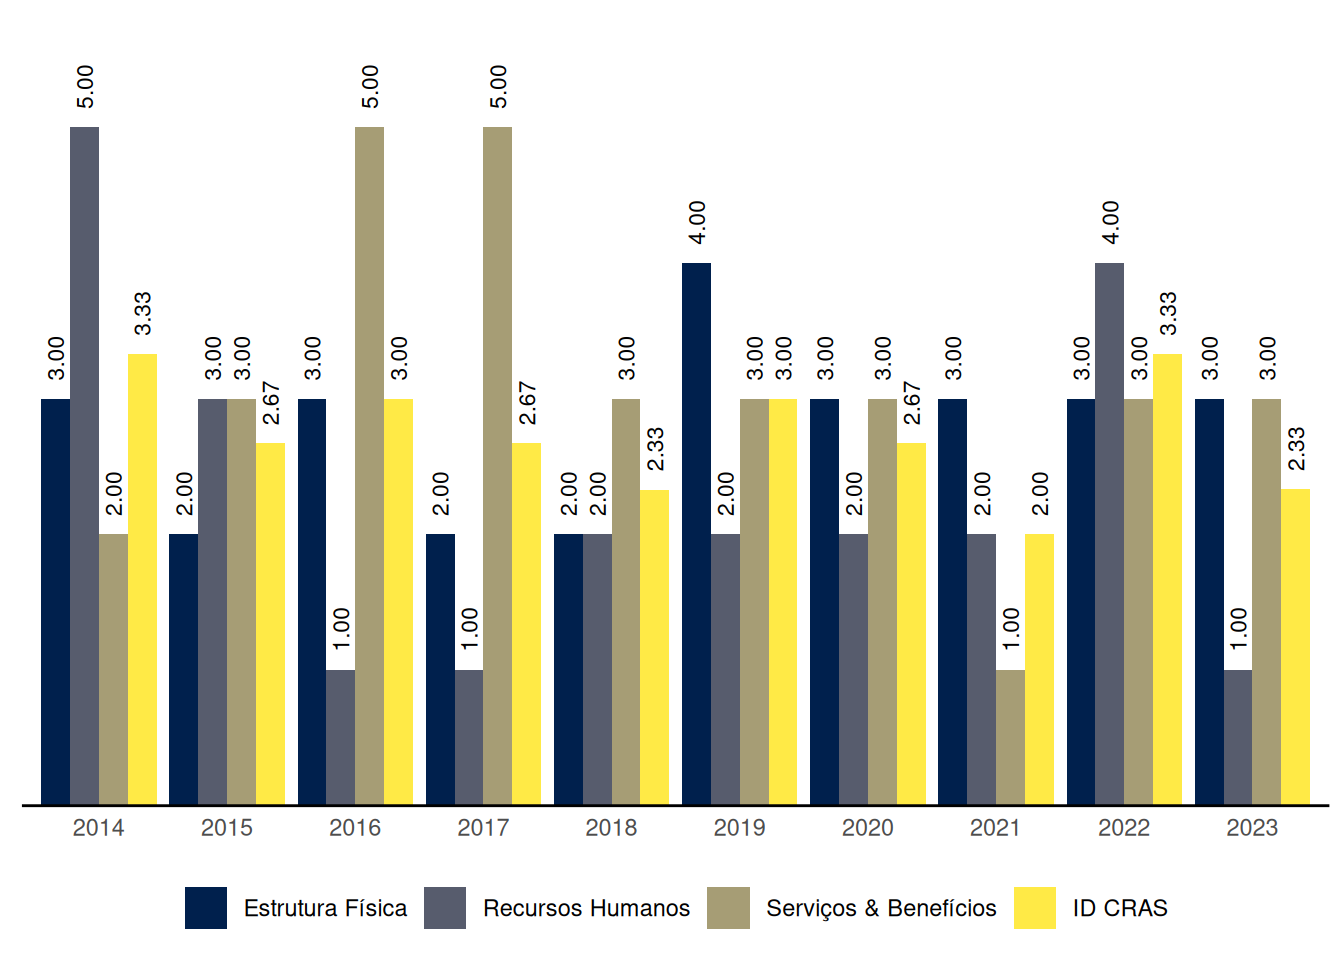 3.00 5.00 2.00 3.33
2.00 3.00 3.00 2.67
3.00 1.00 5.00 3.00
2.00 1.00 5.00 2.67
2.00 2.00 3.00 2.33
4.00 2.00 3.00 3.00
3.00 2.00 3.00 2.67
3.00 2.00 1.00 2.00
3.00 4.00 3.00 3.33
3.00 1.00 3.00 2.33
2014 2015 2016 2017 2018 2019 2020 2021 2022 2023
Estrutura Física Recursos Humanos Serviços & Benefícios ID CRAS